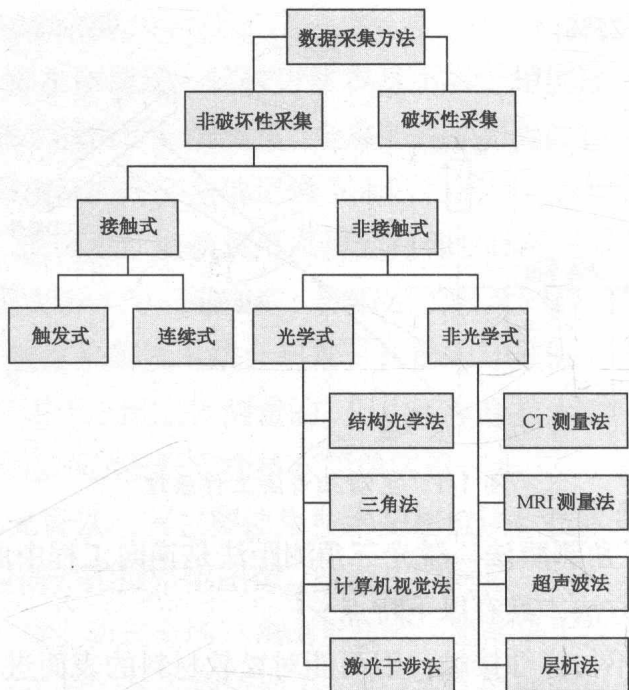 数据采集方法
非破坏性采集
破坏性采集
接触式
非接触式
触发式
连续式
光学式
非光学式
结构光学法
CT 测量法
三角法
MRI 测量法
计算机视觉法
超声波法
激光干涉法
层析法